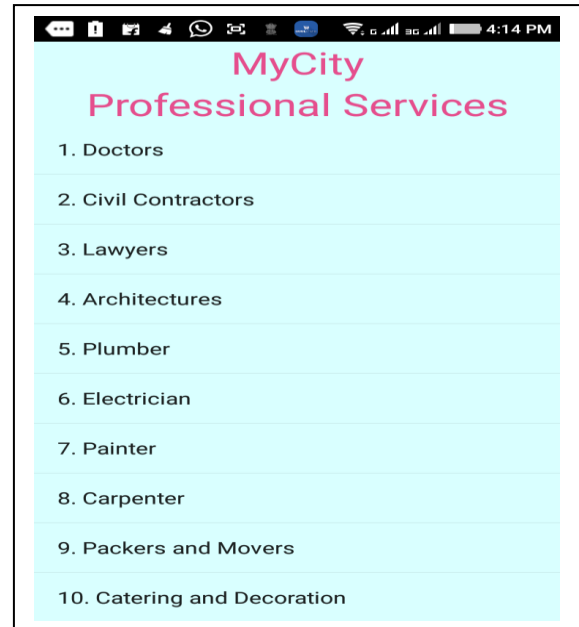 4:14 PM
MyCity
Professional Services
1. Doctors
2. Civil Contractors
3. Lawyers
4. Architectures
5. Plumber
6. Electrician
7. Painter
8. Carpenter
9. Packers and Movers
10. Catering and Decoration